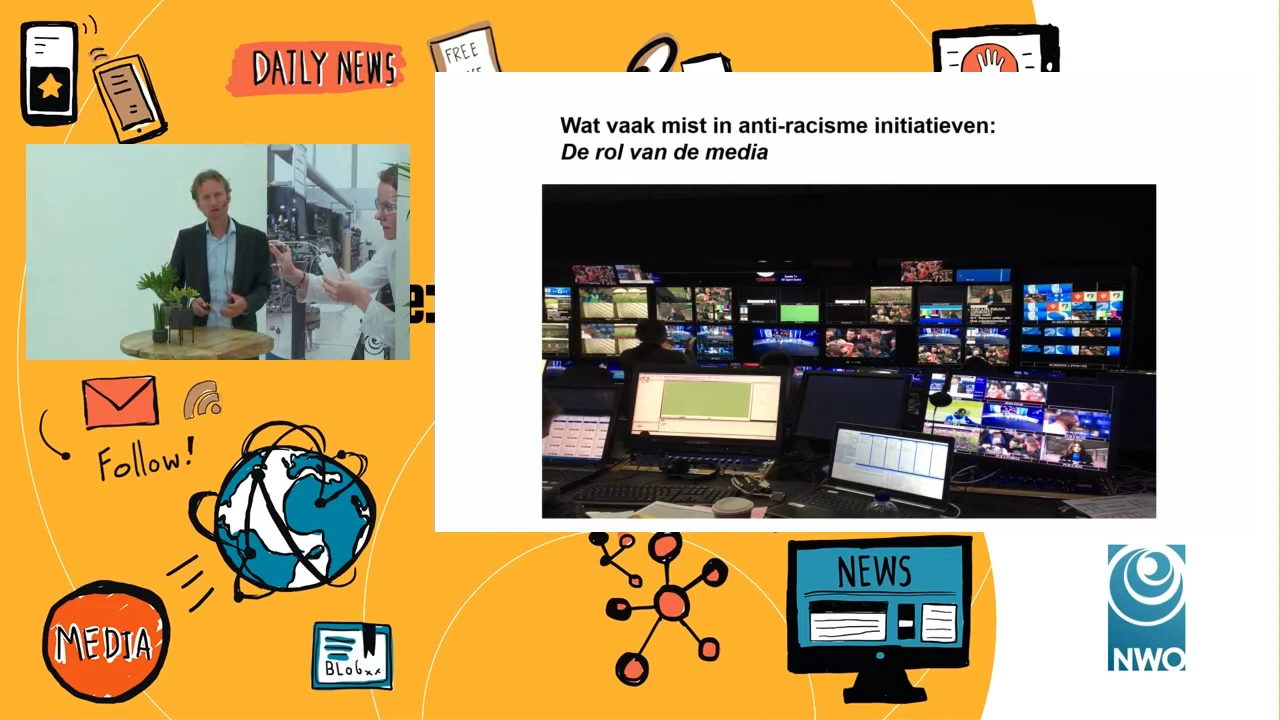 DAILY NEWS
FREE
Wat vaak mist in anti-racisme initiatieven:
De rol van de media
Follow!
MEDIA
BLOGxx
NEWS
NWO